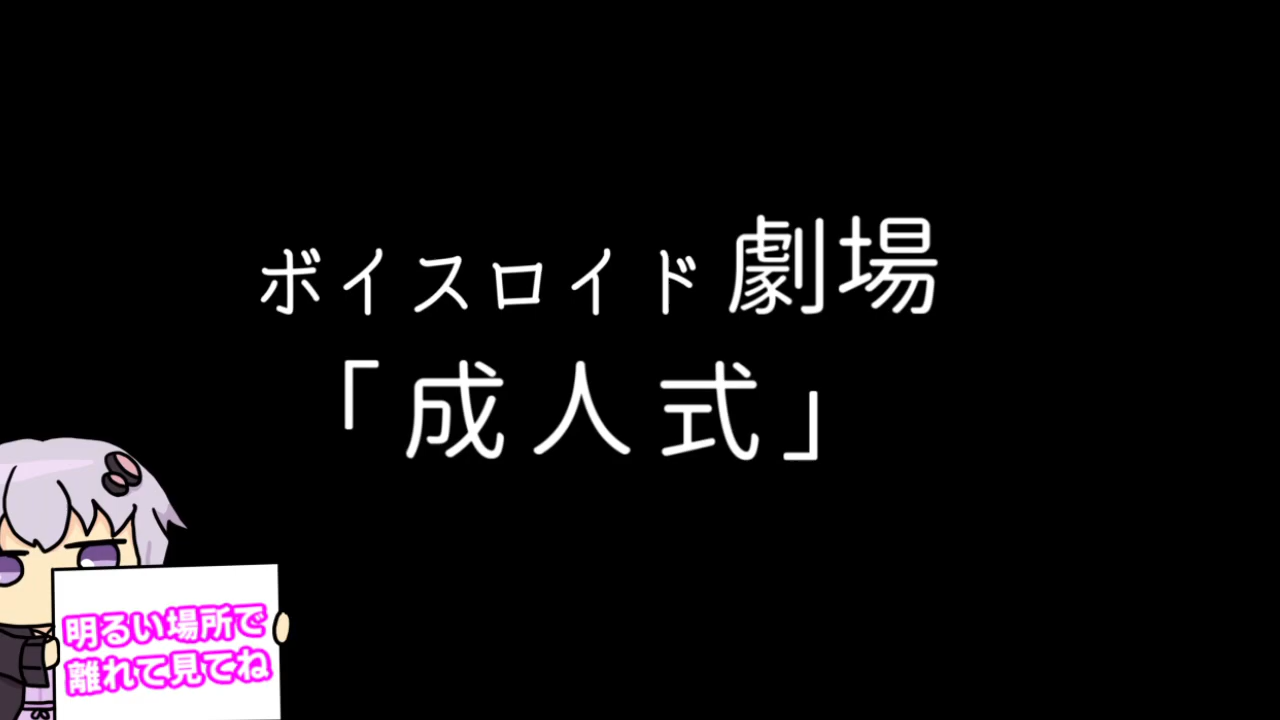 ボイスロイド劇場
「成人式」
明るい場所で
離れて見てね